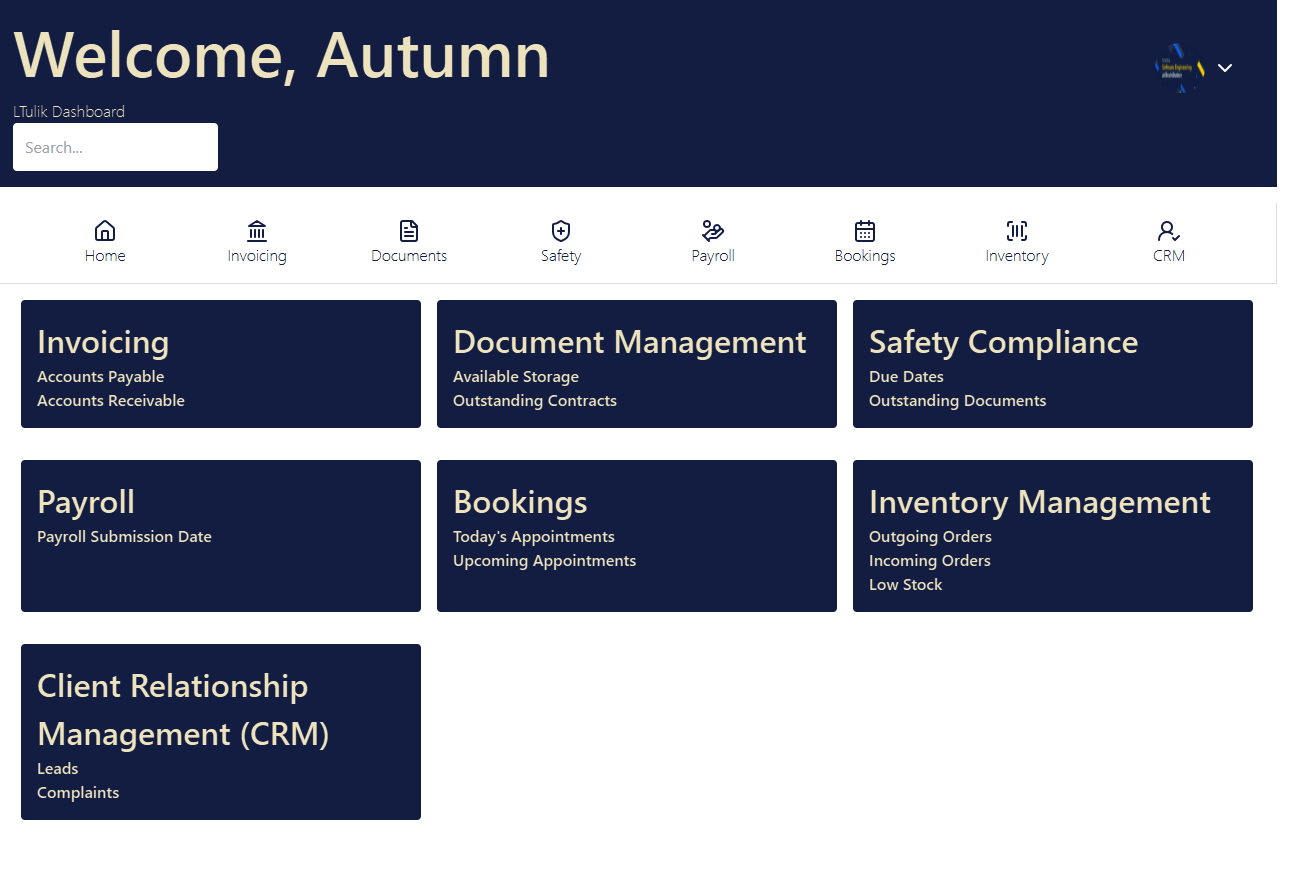 Welcome, Autumn
LTulik Dashboard
Search...
Home
Invoicing
Documents
Safety
Payroll
Bookings
Inventory
CRM
Invoicing
Accounts Payable
Accounts Receivable
Document Management
Available Storage
Outstanding Contracts
Safety Compliance
Due Dates
Outstanding Documents
Payroll
Payroll Submission Date
Bookings
Today's Appointments
Upcoming Appointments
Inventory Management
Outgoing Orders
Incoming Orders
Low Stock
Client Relationship
Management (CRM)
Leads
Complaints